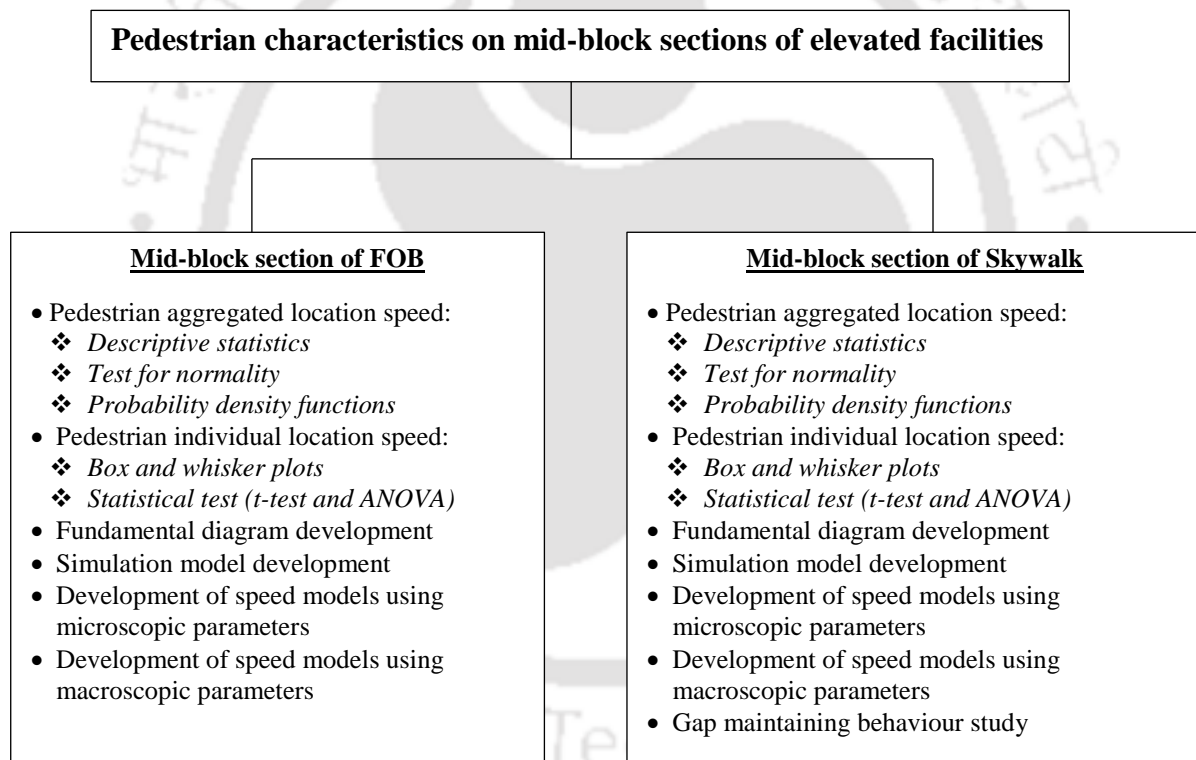 Pedestrian characteristics on mid-block sections of elevated facilities
Mid-block section of FOB
• Pedestrian aggregated location speed:
❖ Descriptive statistics
❖ Test for normality
❖ Probability density functions
• Pedestrian individual location speed:
❖ Box and whisker plots
❖ Statistical test (t-test and ANOVA)
• Fundamental diagram development
• Simulation model development
• Development of speed models using
microscopic parameters
• Development of speed models using
macroscopic parameters
Mid-block section of Skywalk
• Pedestrian aggregated location speed:
❖ Descriptive statistics
❖ Test for normality
❖ Probability density functions
• Pedestrian individual location speed:
❖ Box and whisker plots
❖ Statistical test (t-test and ANOVA)
• Fundamental diagram development
• Simulation model development
• Development of speed models using
microscopic parameters
• Development of speed models using
macroscopic parameters
• Gap maintaining behaviour study